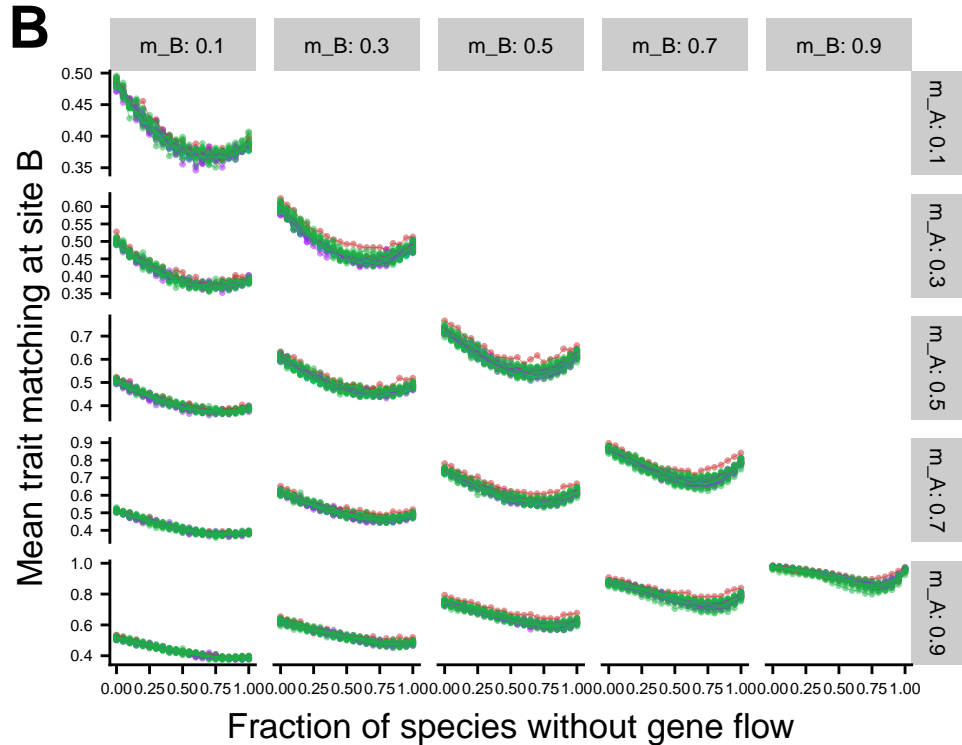 B
m_B: 0.1 m_B: 0.3 m_B: 0.5 m_B: 0.7 m_B: 0.9
Mean trait matching at site B
0.50
0.45
0.40
0.35
m_A: 0.1
0.60
0.55
0.50
0.45
0.40
0.35
m_A: 0.3
0.7
0.6
0.5
0.4
m_A: 0.5
0.9
0.8
0.7
0.6
0.5
0.4
m_A: 0.7
1.0
0.8
0.6
0.4
m_A: 0.9
0.00 0.25 0.50 0.75 1.00 0.00 0.25 0.50 0.75 1.00 0.00 0.25 0.50 0.75 1.00 0.00 0.25 0.50 0.75 1.00 0.00 0.25 0.50 0.75 1.00
Fraction of species without gene flow